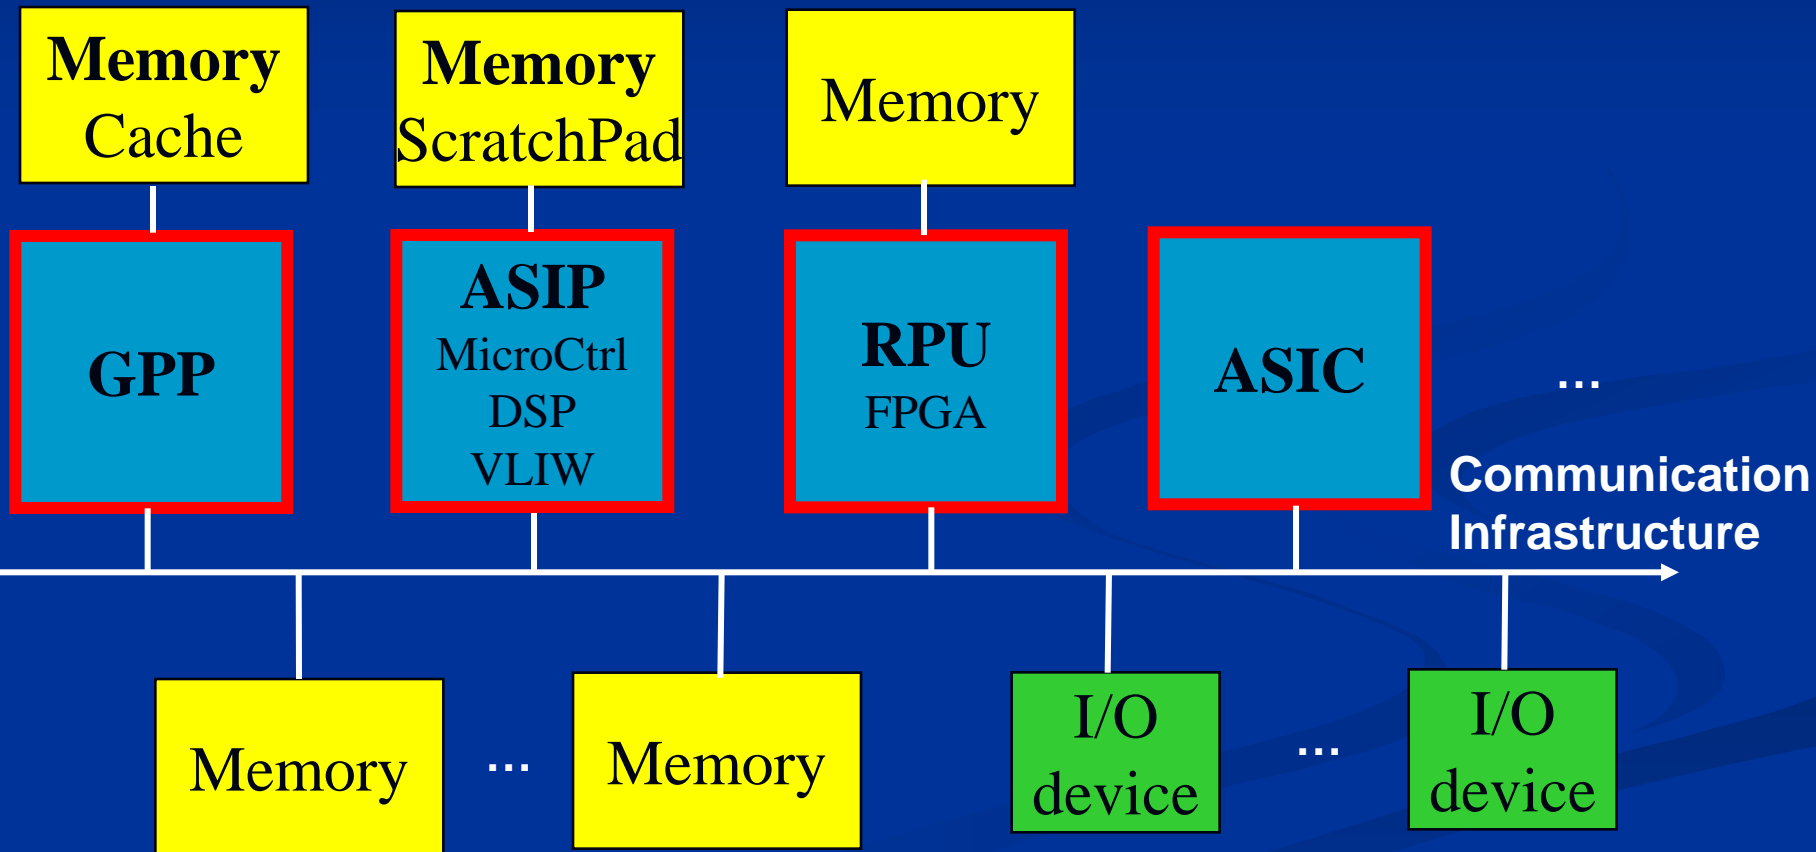 Memory
Cache
Memory
ScratchPad
Memory
GPP
ASIP
MicroCtrl
DSP
VLIW
RPU
FPGA
ASIC
...
Communication
Infrastructure
Memory
...
Memory
I/O
device
...
I/O
device